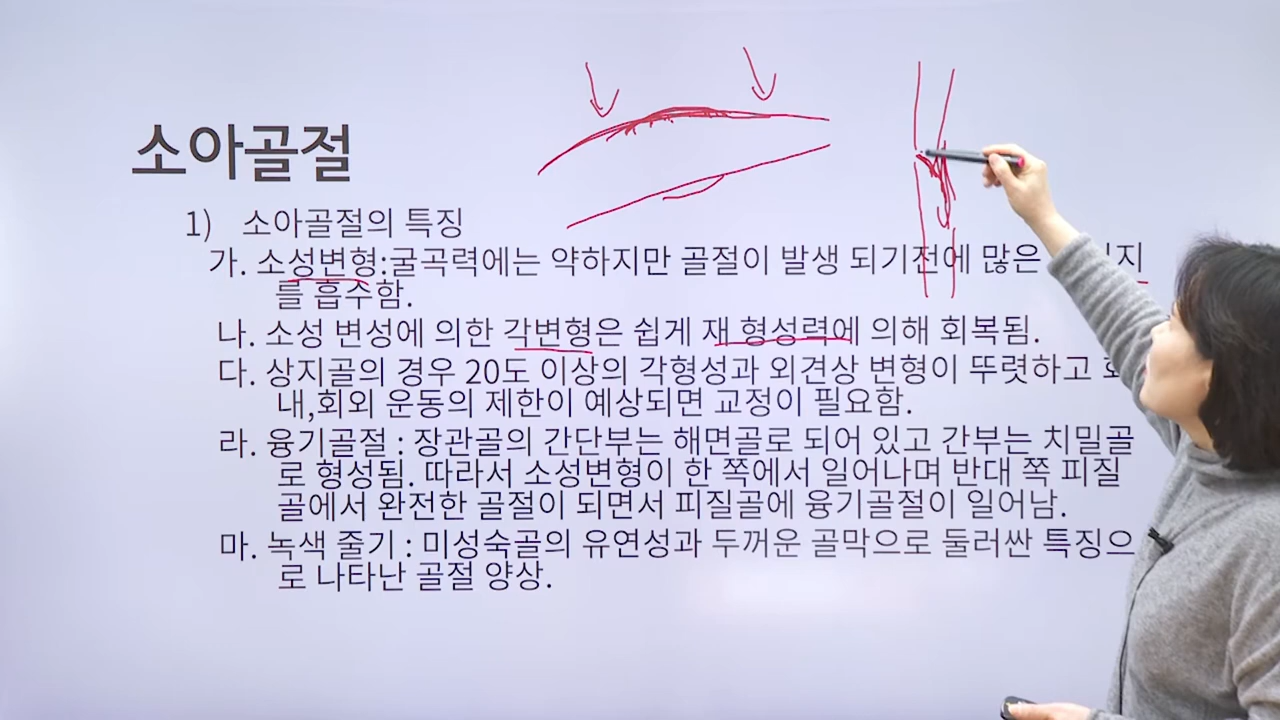 소아골절
1) 소아골절의 특징
가. 소성변형:굴곡력에는 약하지만 골절이 발생 되기전에 많은 지
를 흡수함.
나. 소성 변성에 의한 각변형은 쉽게 재 형성력에 의해 회복됨.
다. 상지골의 경우 20도 이상의 각형성과 외견상 변형이 뚜렷하고
내,회외 운동의 제한이 예상되면 교정이 필요함.
라. 융기골절 : 장관골의 간단부는 해면골로 되어 있고 간부는 치밀골
로 형성됨. 따라서 소성변형이 한 쪽에서 일어나며 반대 쪽 피질
골에서 완전한 골절이 되면서 피질골에 융기골절이 일어남.
마. 녹색 줄기 : 미성숙골의 유연성과 두꺼운 골막으로 둘러싼 특징으
로 나타난 골절 양상.